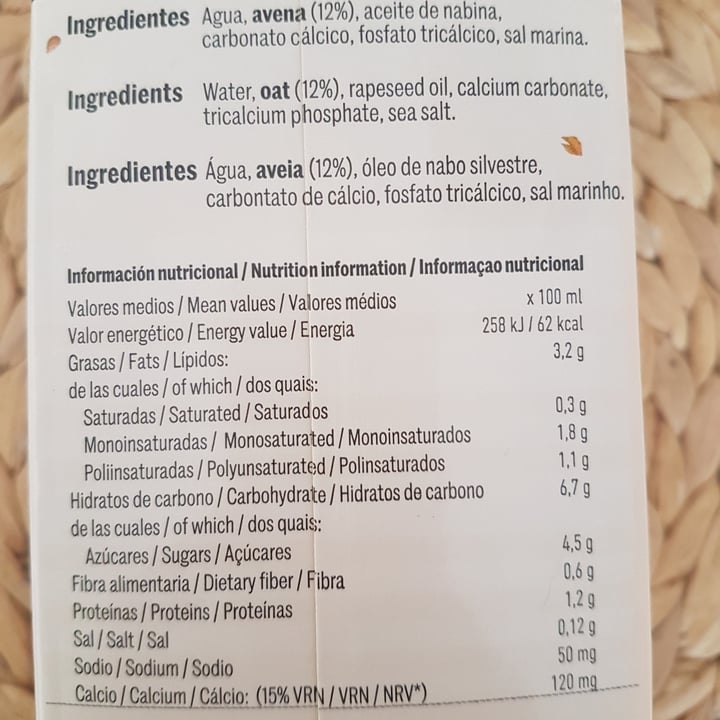 Ingredientes Agua, avena (12%), aceite de nabina,
carbonato cálcico, fosfato tricálcico, sal marina.
Ingredients Water, oat (12%), rapeseed oil, calcium carbonate,
tricalcium phosphate, sea salt.
Ingredientes Água, aveia (12%), óleo de nabo silvestre,
carbontato de cálcio, fosfato tricálcico, sal marinho.
Información nutricional / Nutrition information / Informaçao nutricional
Valores medios / Mean values / Valores médios x 100 ml
Valor energético / Energy value / Energia 258 kJ / 62 kcal
Grasas / Fats / Lípidos: 3,2 g
de las cuales / of which / dos quais:
Saturadas / Saturated / Saturados 0,3 g
Monoinsaturadas / Monosaturated / Monoinsaturados 1,8 g
Poliinsaturadas / Polyunsaturated / Polinsaturados 1,1 g
Hidratos de carbono / Carbohydrate / Hidratos de carbono 6,7 g
de las cuales / of which / dos quais:
Azúcares / Sugars / Açúcares 4,5 g
Fibra alimentaria / Dietary fiber / Fibra 0,6 g
Proteínas / Proteins / Proteínas 1,2 g
Sal / Salt / Sal 0,12 g
Sodio / Sodium / Sodio 50 mg
Calcio / Calcium / Cálcio: (15% VRN / VRN / NRV*) 120 mg